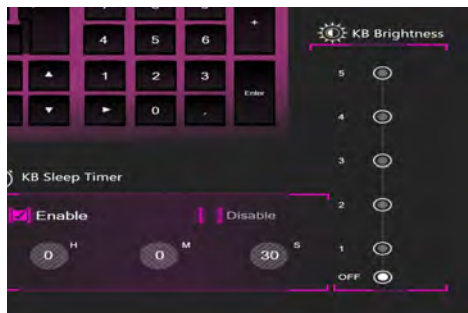 +
4 5 6
1 2 3
Enter
0 .
KB Sleep Timer
Enable Disable
0 H 0 M 30 S
KB Brightness
5
4
3
2
1
OFF